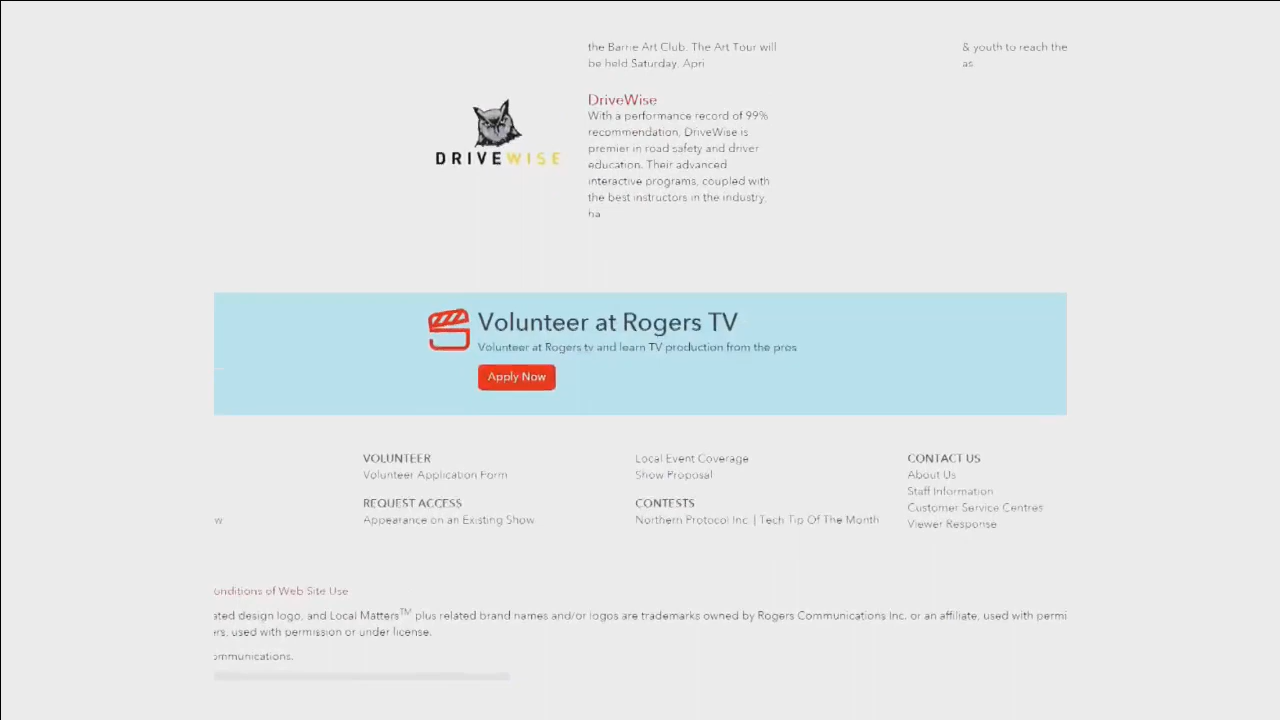 the Barrie Art Club. The Art Tour will
be held Saturday, Apri
& youth to reach the
as
DRIVEWISE
DriveWise
With a performance record of 99%
recommendation, DriveWise is
premier in road safety and driver
education. Their advanced
interactive programs, coupled with
the best instructors in the industry,
ha
Volunteer at Rogers TV
Volunteer at Rogers tv and learn TV production from the pros
Apply Now
w
VOLUNTEER
Volunteer Application Form
REQUEST ACCESS
Appearance on an Existing Show
Local Event Coverage
Show Proposal
CONTESTS
Northern Protocol Inc. | Tech Tip Of The Month
CONTACT US
About Us
Staff Information
Customer Service Centres
Viewer Response
onditions of Web Site Use
ated design logo, and Local Matters™ plus related brand names and/or logos are trademarks owned by Rogers Communications Inc. or an affiliate, used with permi
ers, used with permission or under license.
ommunications.